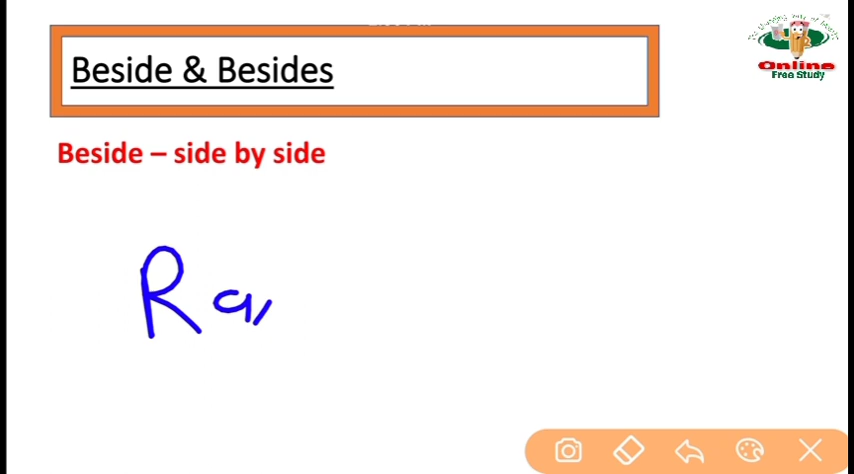 Beside & Besides
Online
Free Study
Beside – side by side
Ra